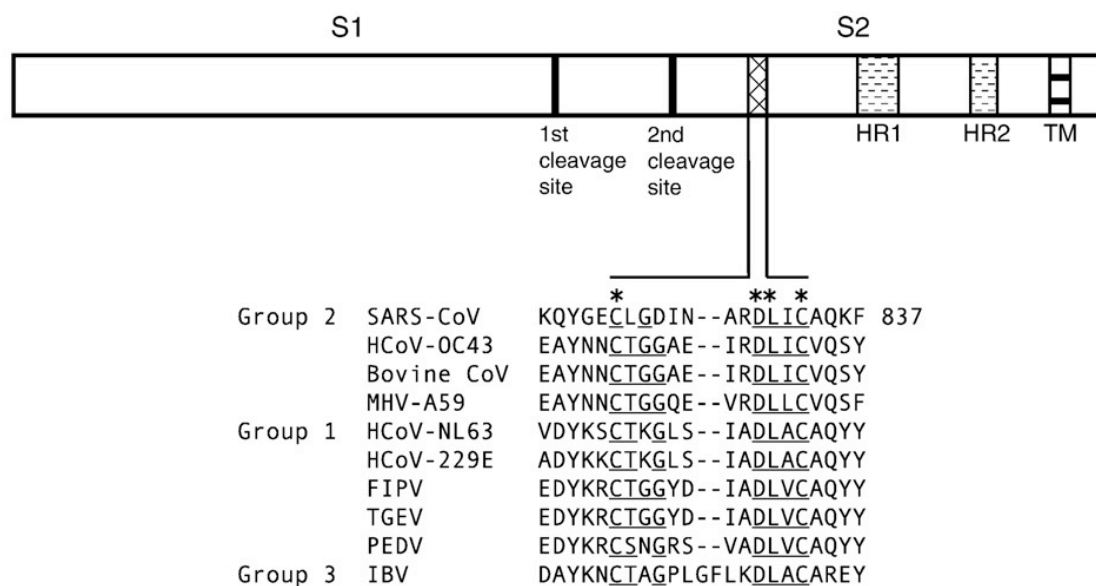 S1 S2
1st cleavage site
2nd cleavage site
HR1 HR2 TM
* ** *
Group 2 SARS-CoV KQYGECLGDIN--ARDLICAQKF 837
HCoV-OC43 EAYNNCTGGAE--IRDLICVQSY
Bovine CoV EAYNNCTGGAE--IRDLICVQSY
MHV-A59 EAYNNCTGGQE--VRDLLCVQSF
Group 1 HCoV-NL63 VDYKSCTKGLS--IADLACAQYY
HCoV-229E ADYKKCTKGLS--IADLACAQYY
FIPV EDYKRCTGGYD--IADLVCAQYY
TGEV EDYKRCTGGYD--IADLVCAQYY
PEDV EDYKRCSNGRS--VADLVCAQYY
Group 3 IBV DAYKNCTAGPLGFLKDLACAREY